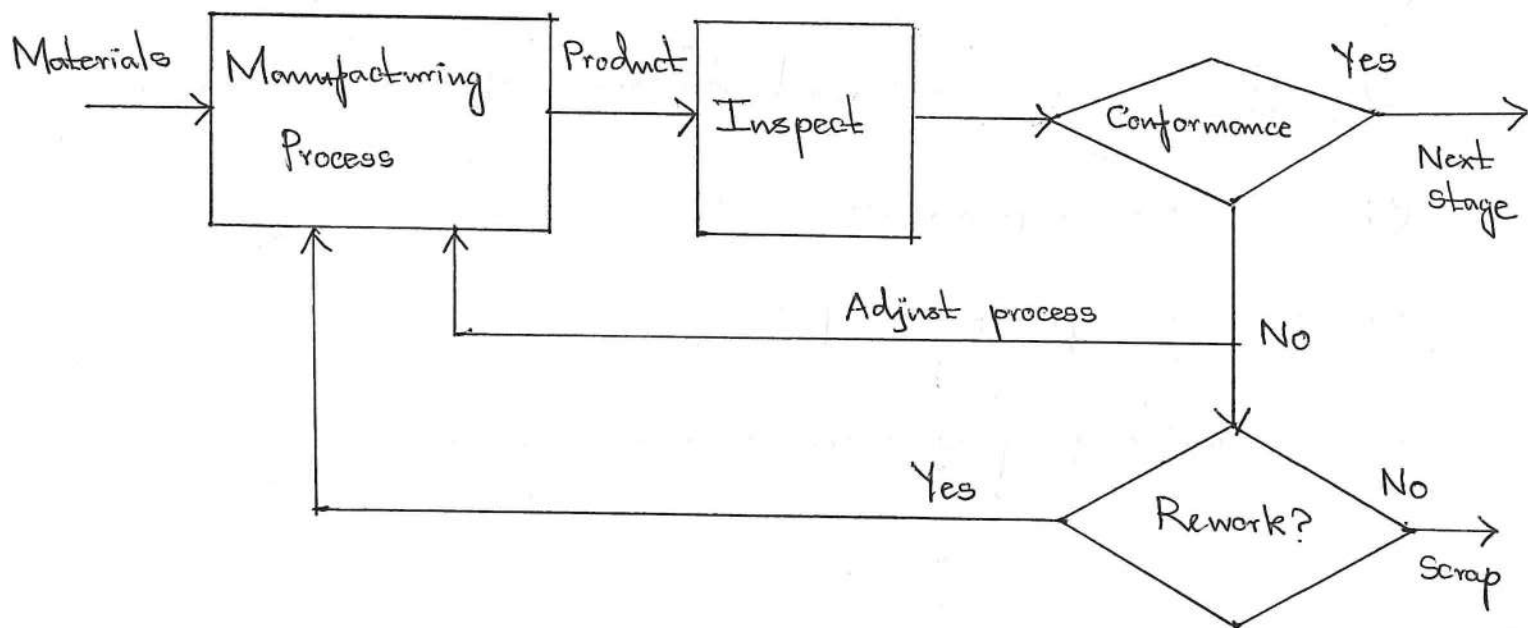 Materials
Manufacturing
Process
Product
Inspect
Conformance
Yes
Next
stage
Adjust process
No
Yes
Rework?
No
Scrap